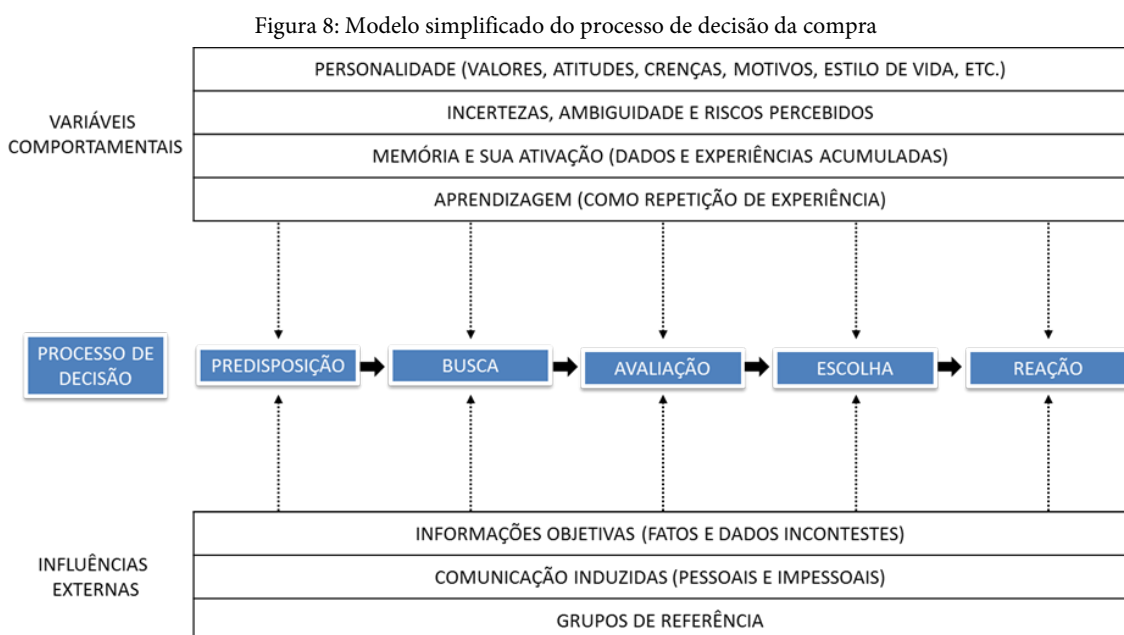 Figura 8: Modelo simplificado do processo de decisão da compra
PERSONALIDADE (VALORES, ATITUDES, CRENÇAS, MOTIVOS, ESTILO DE VIDA, ETC.)
INCERTEZAS, AMBIGUIDADE E RISCOS PERCEBIDOS
VARIÁVEIS
COMPORTAMENTAIS
MEMÓRIA E SUA ATIVAÇÃO (DADOS E EXPERIÊNCIAS ACUMULADAS)
APRENDIZAGEM (COMO REPETIÇÃO DE EXPERIÊNCIA)
PROCESSO DE
DECISÃO
PREDISPOSIÇÃO
BUSCA
AVALIAÇÃO
ESCOLHA
REAÇÃO
INFORMAÇÕES OBJETIVAS (FATOS E DADOS INCONTESTES)
INFLUÊNCIAS
EXTERNAS
COMUNICAÇÃO INDUZIDAS (PESSOAIS E IMPESSOAIS)
GRUPOS DE REFERÊNCIA